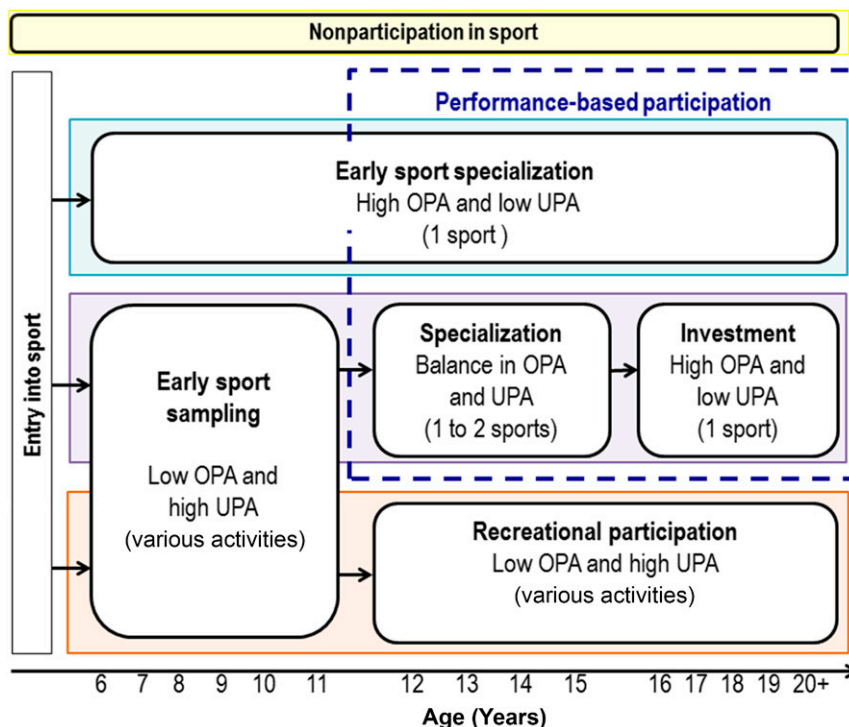 Nonparticipation in sport
Performance-based participation
Entry into sport
Early sport specialization
High OPA and low UPA
(1 sport )
Early sport
sampling
Low OPA and
high UPA
(various activities)
Specialization
Balance in OPA
and UPA
(1 to 2 sports)
Investment
High OPA and
low UPA
(1 sport)
Recreational participation
Low OPA and high UPA
(various activities)
6 7 8 9 10 11 12 13 14 15 16 17 18 19 20+
Age (Years)